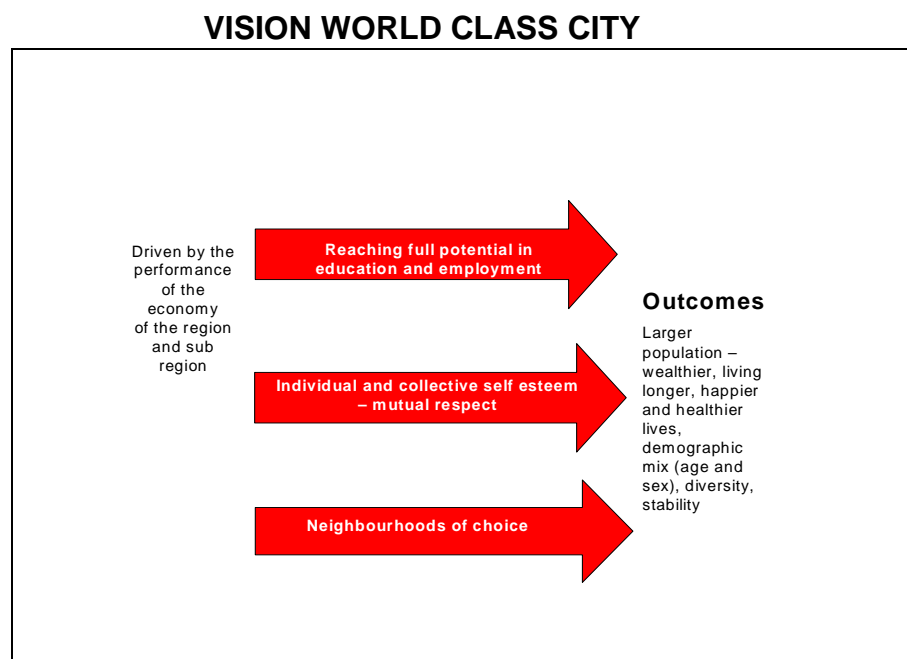 VISION WORLD CLASS CITY
Driven by the
performance
of the
economy
of the region
and sub
region
Reaching full potential in
education and employment
Individual and collective self esteem
– mutual respect
Neighbourhoods of choice
Outcomes
Larger
population –
wealthier, living
longer, happier
and healthier
lives,
demographic
mix (age and
sex), diversity,
stability